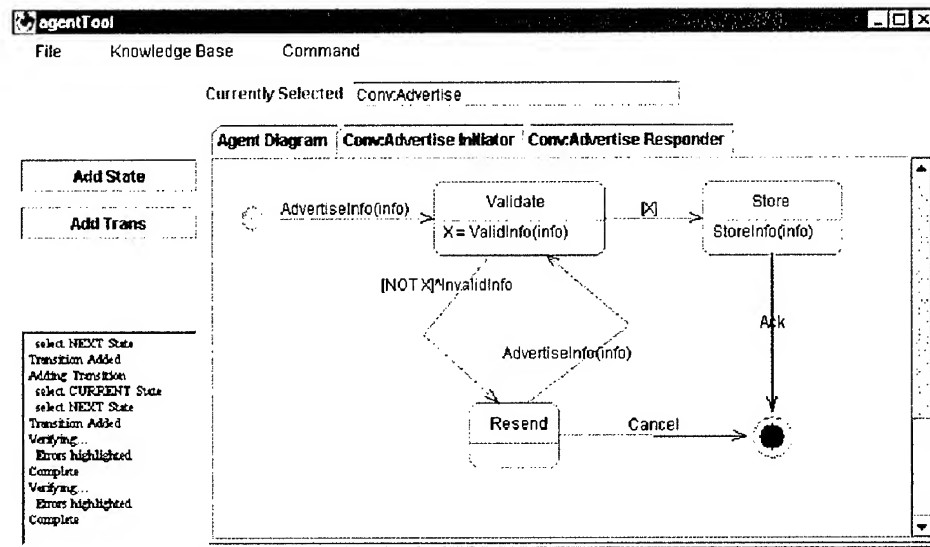 agentTool
File Knowledge Base Command
Currently Selected Conv:Advertise
Agent Diagram Conv:Advertise Initiator Conv:Advertise Responder
Add State
Add Trans
AdvertiseInfo(info)
Validate
X = ValidInfo(info)
[X]
Store
StoreInfo(info)
[NOT X]^InvalidInfo
AdvertiseInfo(info)
Ack
Resend
Cancel
select NEXT State
Transition Added
Adding Transition
select CURRENT State
select NEXT State
Transition Added
Verifying...
Errors highlighted
Complete
Verifying...
Errors highlighted
Complete